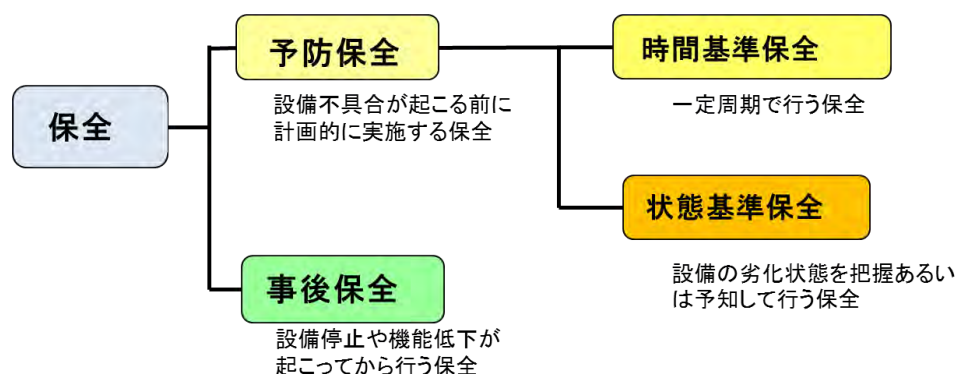 保全
予防保全
設備不具合が起こる前に
計画的に実施する保全
時間基準保全
一定周期で行う保全
状態基準保全
設備の劣化状態を把握あるい
は予知して行う保全
事後保全
設備停止や機能低下が
起こってから行う保全